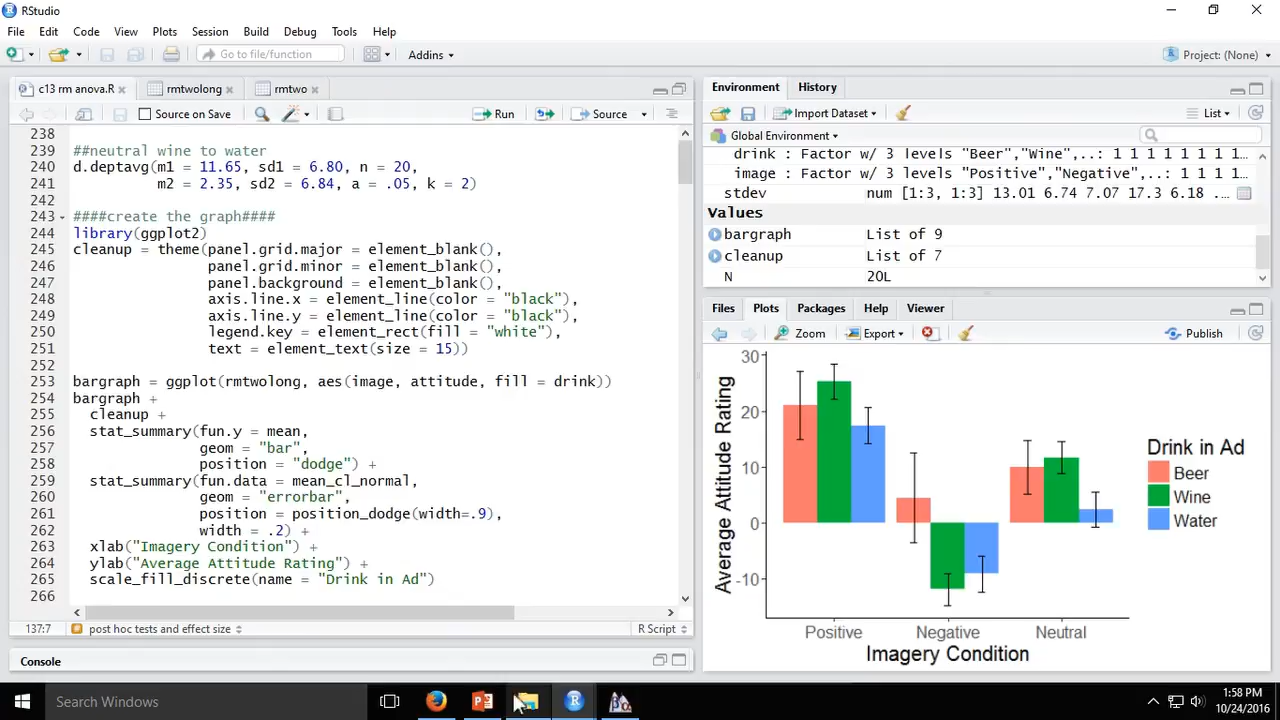 RStudio
File Edit Code View Plots Session Build Debug Tools Help
Go to file/function Addins Project: (None)
c13 rm anova.R rmtwolong rmtwo
Source on Save Run Source
238
239 ##neutral wine to water
240 d.deptavg(m1 = 11.65, sd1 = 6.80, n = 20,
241 m2 = 2.35, sd2 = 6.84, a = .05, k = 2)
242
243 ####create the graph####
244 library(ggplot2)
245 cleanup = theme(panel.grid.major = element_blank(),
246 panel.grid.minor = element_blank(),
247 panel.background = element_blank(),
248 axis.line.x = element_line(color = "black"),
249 axis.line.y = element_line(color = "black"),
250 legend.key = element_rect(fill = "white"),
251 text = element_text(size = 15))
252
253 bargraph = ggplot(rmtwolong, aes(image, attitude, fill = drink))
254 bargraph +
255 cleanup +
256 stat_summary(fun.y = mean,
257 geom = "bar",
258 position = "dodge") +
259 stat_summary(fun.data = mean_cl_normal,
260 geom = "errorbar",
261 position = position_dodge(width=.9),
262 width = .2) +
263 xlab("Imagery Condition") +
264 ylab("Average Attitude Rating") +
265 scale_fill_discrete(name = "Drink in Ad")
266
137:7 post hoc tests and effect size R Script
Console
Environment History
Import Dataset List
Global Environment
drink : Factor w/ 3 levels "Beer","Wine",..: 1 1 1 1 1 1 1 1…
image : Factor w/ 3 levels "Positive","Negative",..: 1 1 1 1…
stdev num [1:3, 1:3] 13.01 6.74 7.07 17.3 6.18 ...
Values
bargraph List of 9
cleanup List of 7
N 20L
Files Plots Packages Help Viewer
Zoom Export Publish
30
20
10
0
-10
Average Attitude Rating
Positive Negative Neutral
Imagery Condition
Drink in Ad
Beer
Wine
Water
Search Windows
1:58 PM
10/24/2016